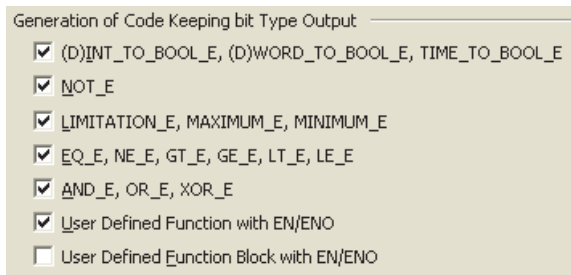 Generation of Code Keeping bit Type Output
(D)INT_TO_BOOL_E, (D)WORD_TO_BOOL_E, TIME_TO_BOOL_E
NOT_E
LIMITATION_E, MAXIMUM_E, MINIMUM_E
EQ_E, NE_E, GT_E, GE_E, LT_E, LE_E
AND_E, OR_E, XOR_E
User Defined Function with EN/ENO
User Defined Function Block with EN/ENO